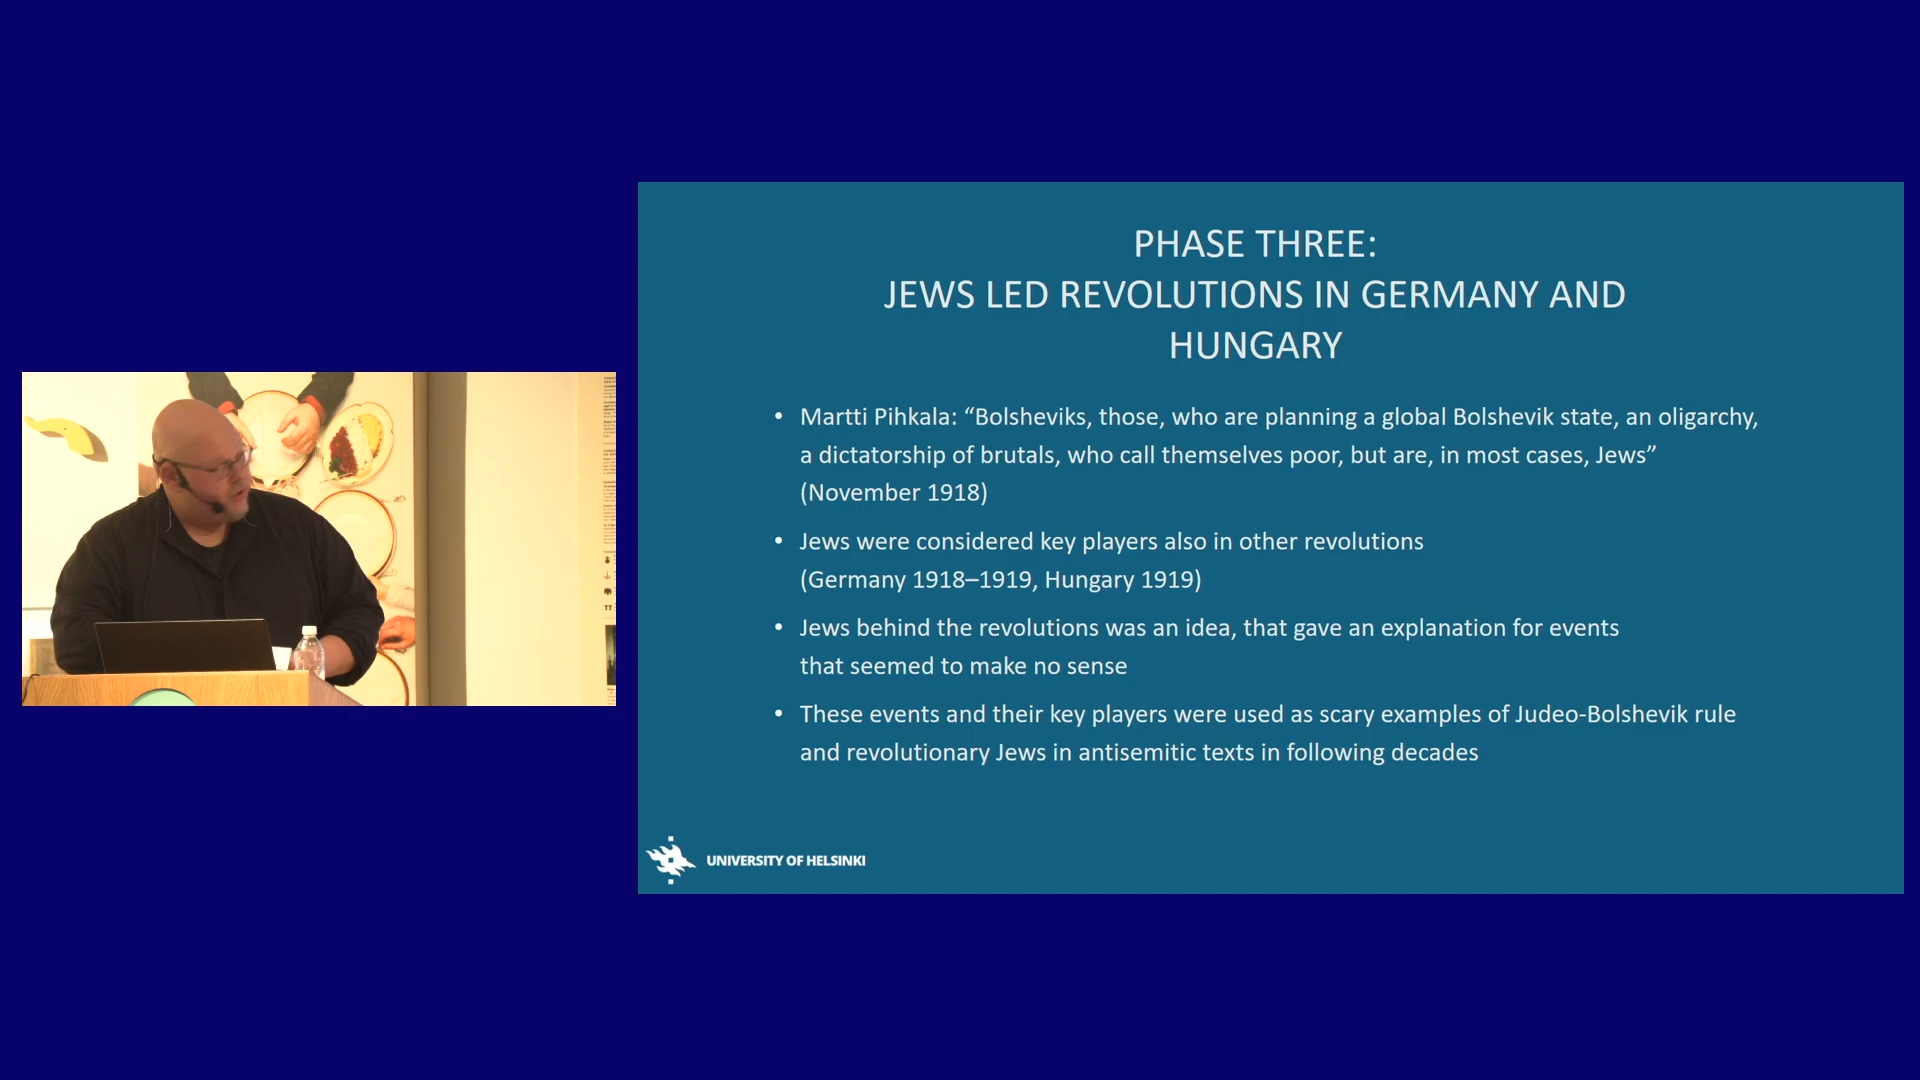 PHASE THREE:
JEWS LED REVOLUTIONS IN GERMANY AND
HUNGARY
• Martti Pihkala: “Bolsheviks, those, who are planning a global Bolshevik state, an oligarchy,
a dictatorship of brutals, who call themselves poor, but are, in most cases, Jews”
(November 1918)
• Jews were considered key players also in other revolutions
(Germany 1918–1919, Hungary 1919)
• Jews behind the revolutions was an idea, that gave an explanation for events
that seemed to make no sense
• These events and their key players were used as scary examples of Judeo-Bolshevik rule
and revolutionary Jews in antisemitic texts in following decades
UNIVERSITY OF HELSINKI